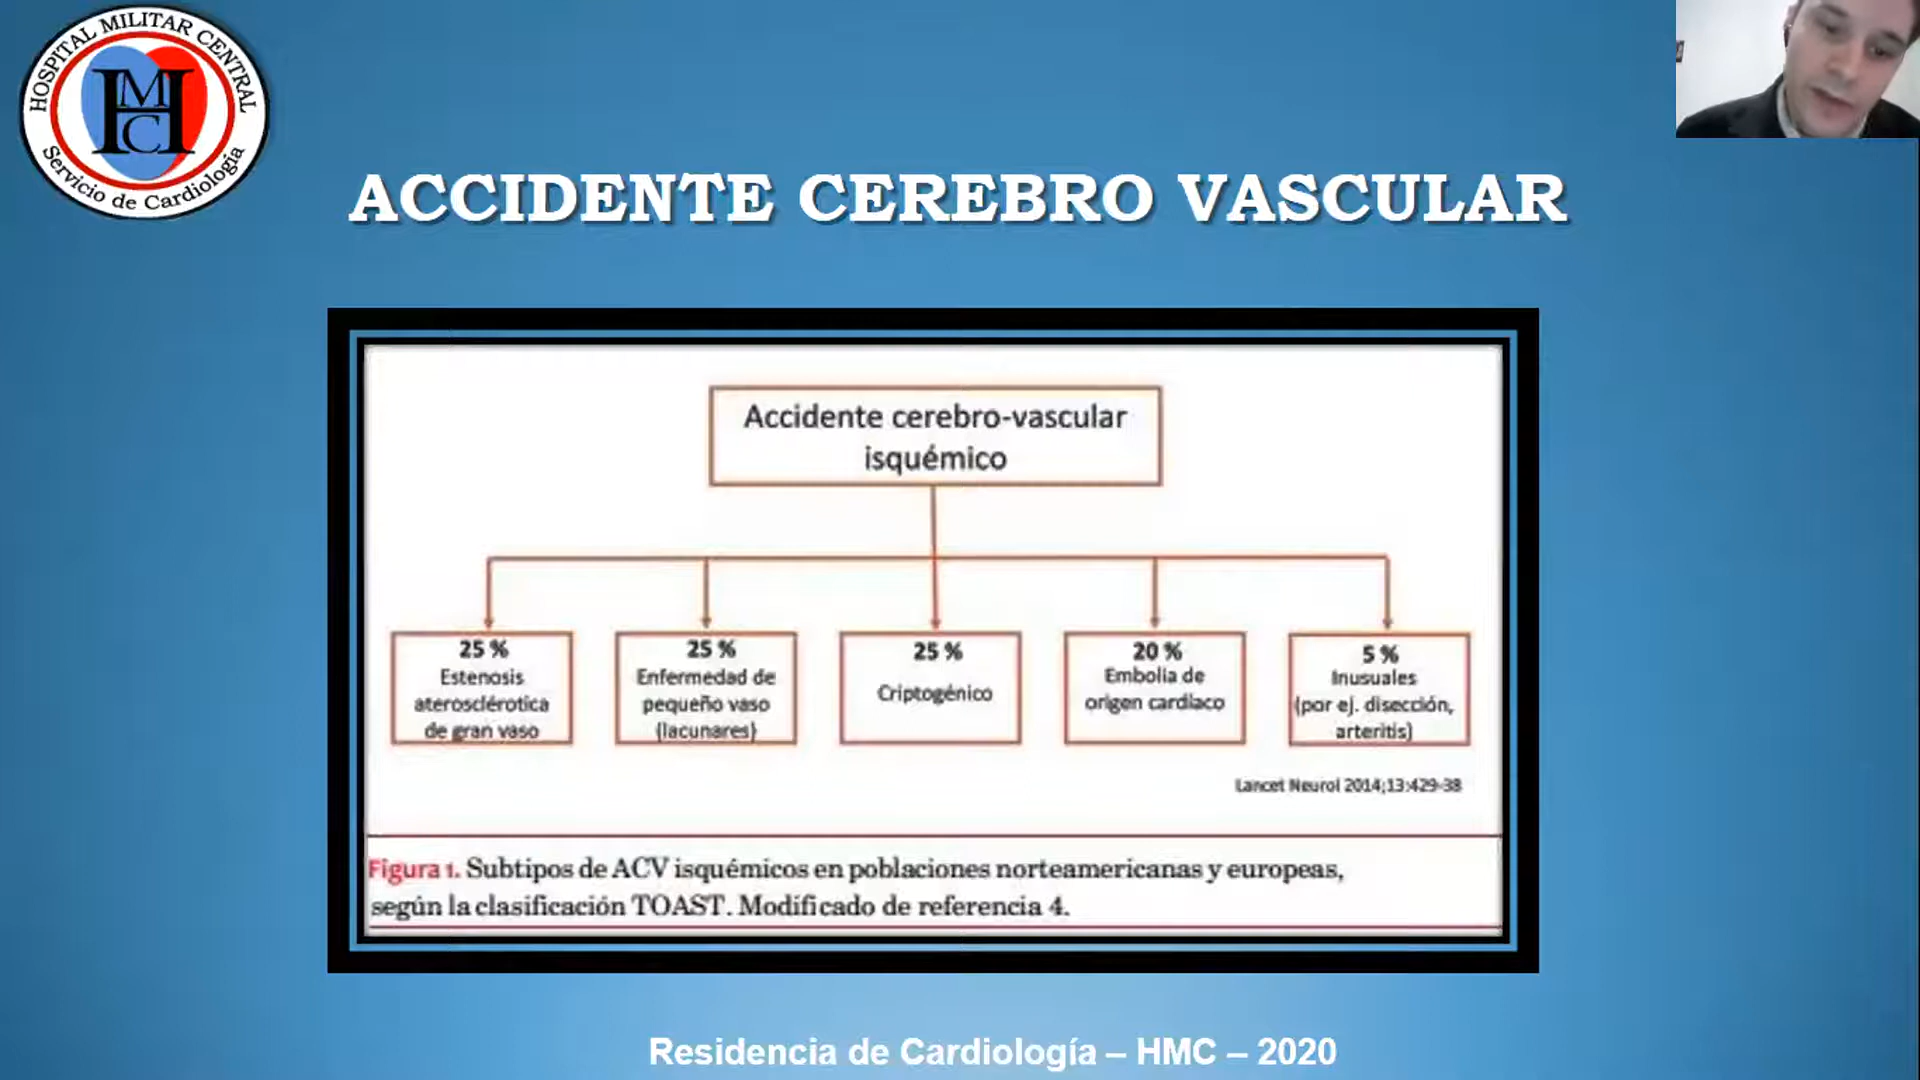 HOSPITAL MILITAR CENTRAL
HMC
Servicio de Cardiología
ACCIDENTE CEREBRO VASCULAR
Accidente cerebro-vascular
isquémico
25 %
Estenosis
aterosclérotica
de gran vaso
25 %
Enfermedad de
pequeño vaso
(lacunares)
25 %
Criptogénico
20 %
Embolia de
origen cardíaco
5 %
Inusuales
(por ej. disección,
arteritis)
Lancet Neurol 2014;13:429-38
Figura 1. Subtipos de ACV isquémicos en poblaciones norteamericanas y europeas,
según la clasificación TOAST. Modificado de referencia 4.
Residencia de Cardiología – HMC – 2020